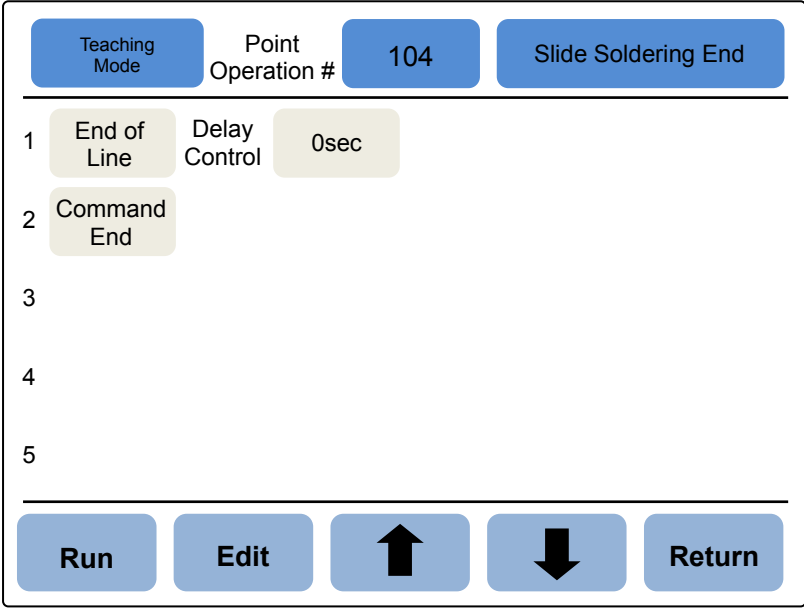 Teaching
Mode
Point
Operation #
104
Slide Soldering End
1
End of
Line
Delay
Control
0sec
2
Command
End
3
4
5
Run
Edit
Return